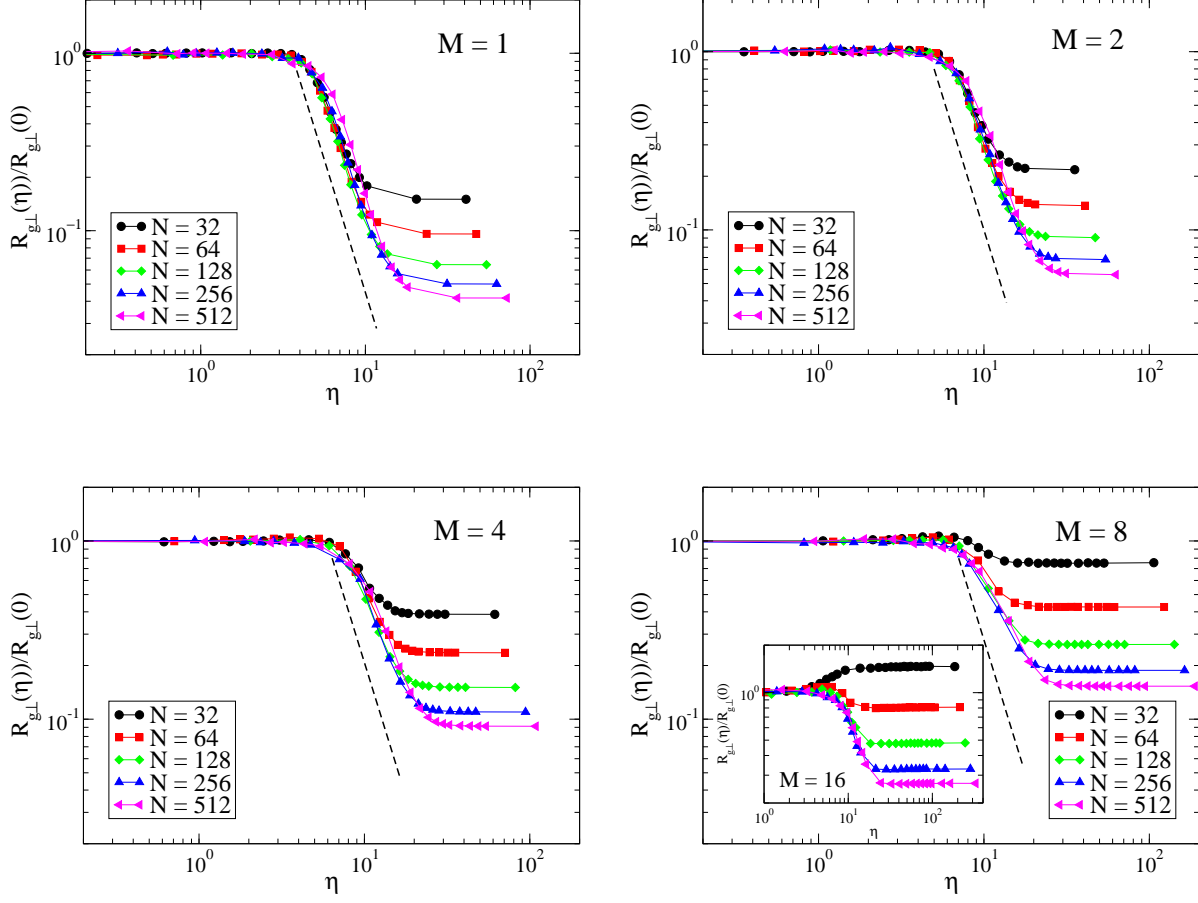 M = 1
R_{g⊥}(η))/R_{g⊥}(0)
10^0
10^{-1}
N = 32
N = 64
N = 128
N = 256
N = 512
10^0 10^1 10^2
η
M = 2
R_{g⊥}(η))/R_{g⊥}(0)
10^0
10^{-1}
N = 32
N = 64
N = 128
N = 256
N = 512
10^0 10^1 10^2
η
M = 4
R_{g⊥}(η))/R_{g⊥}(0)
10^0
10^{-1}
N = 32
N = 64
N = 128
N = 256
N = 512
10^0 10^1 10^2
η
M = 8
R_{g⊥}(η))/R_{g⊥}(0)
10^0
10^{-1}
R_{g⊥}(η)/R_{g⊥}(0)
10^0
M = 16
10^0 10^1 10^2
η
N = 32
N = 64
N = 128
N = 256
N = 512
10^0 10^1 10^2
η